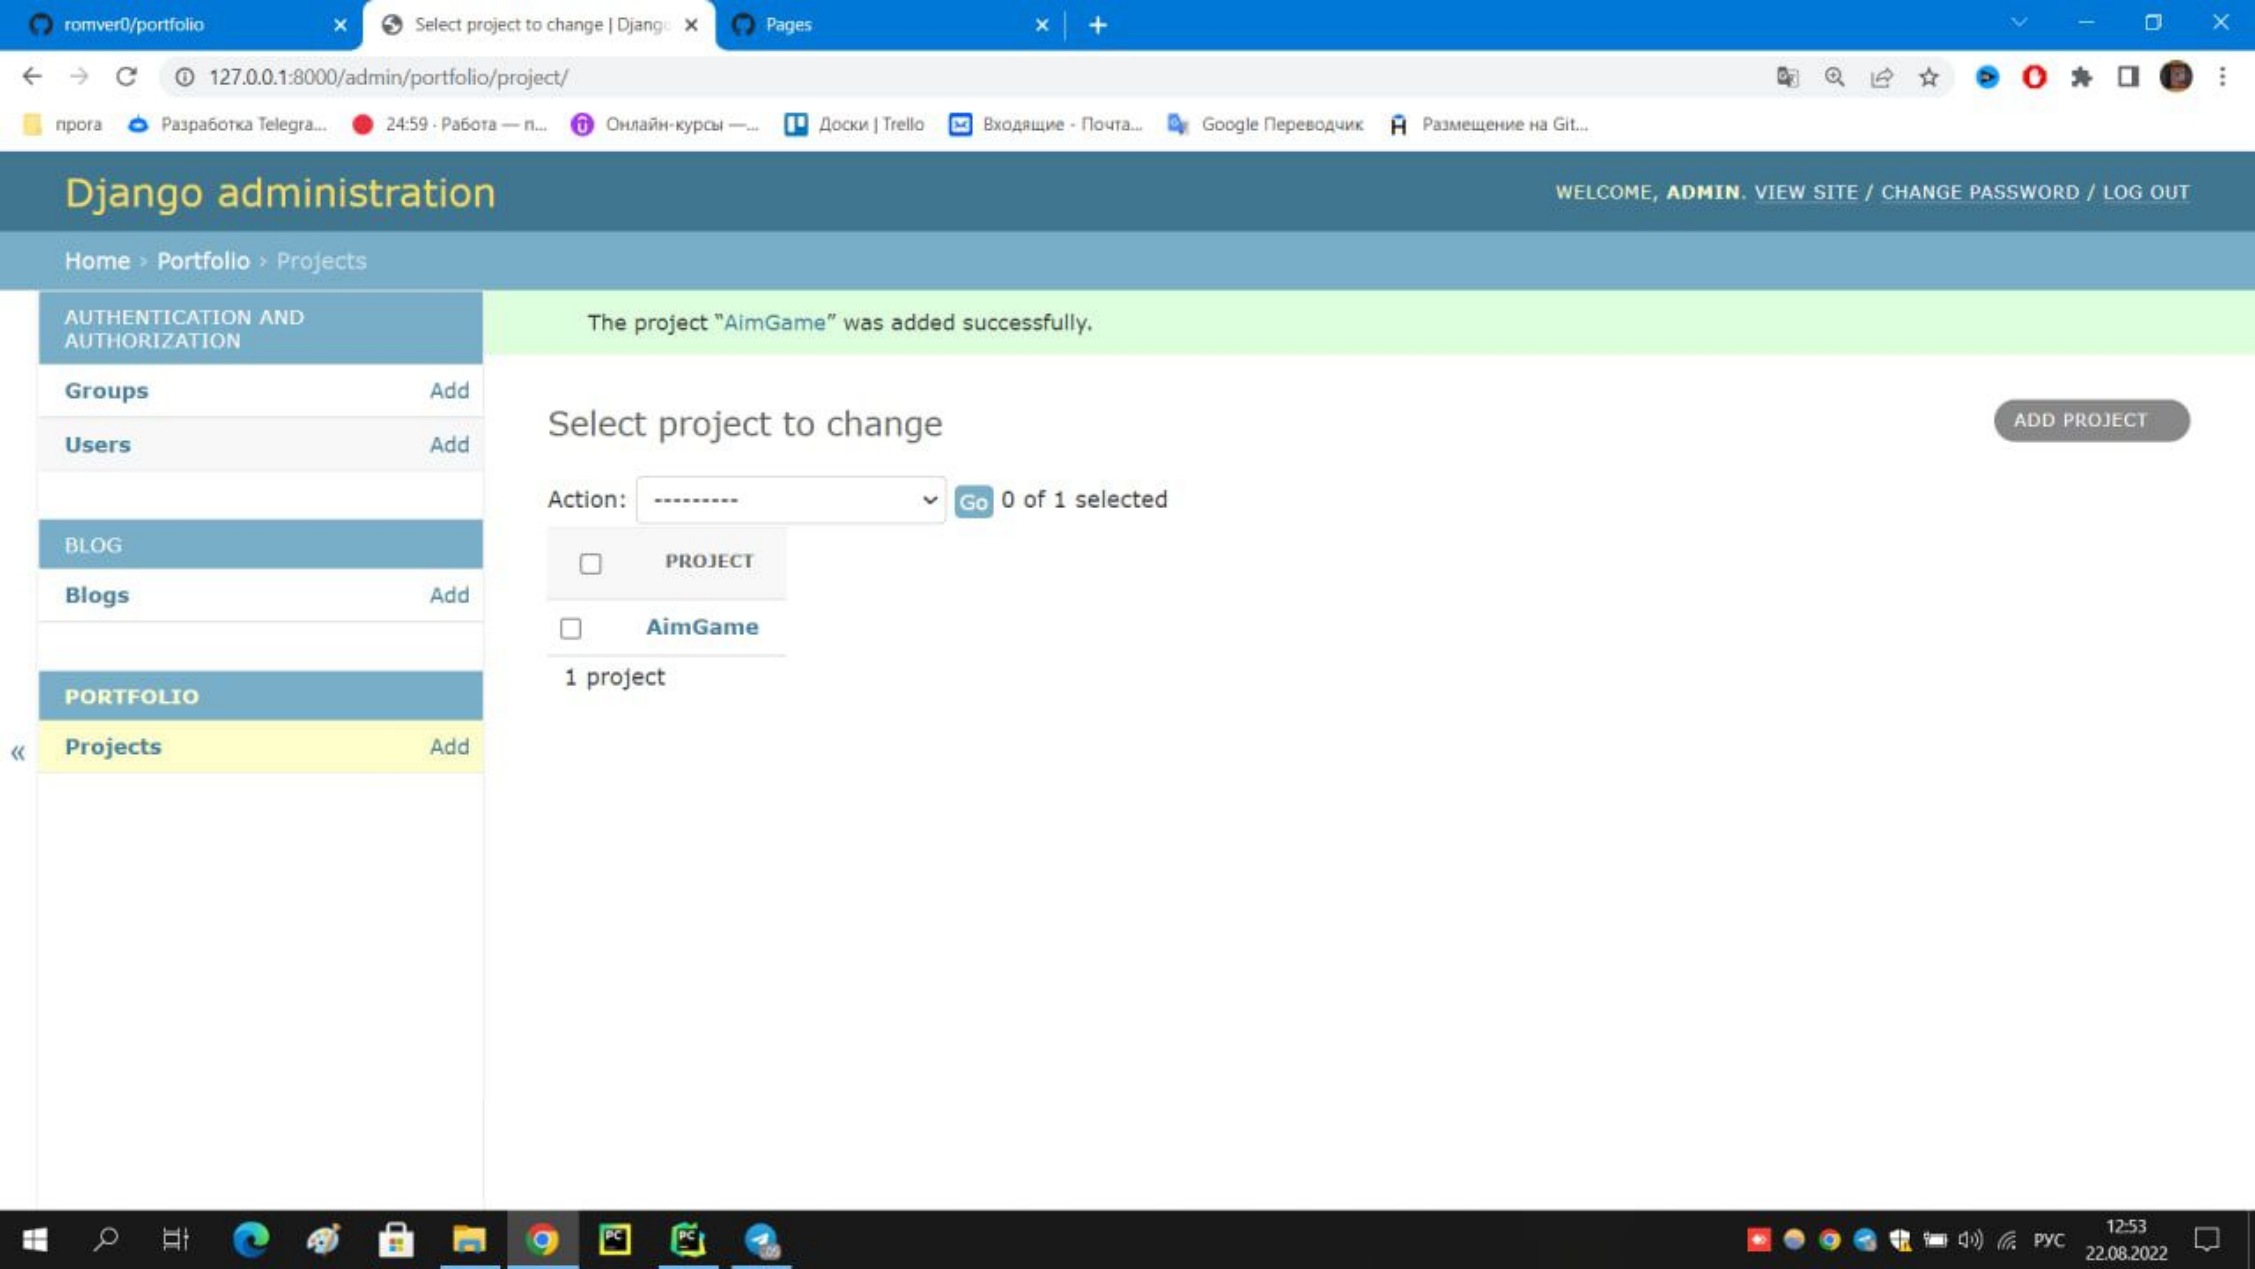 romver0/portfolio
Select project to change | Django
Pages
127.0.0.1:8000/admin/portfolio/project/
прога
Разработка Telegra...
24:59 - Работа — п...
Онлайн-курсы —...
Доски | Trello
Входящие - Почта...
Google Переводчик
Размещение на Git...
Django administration
WELCOME, ADMIN. VIEW SITE / CHANGE PASSWORD / LOG OUT
Home › Portfolio › Projects
AUTHENTICATION AND
AUTHORIZATION
Groups Add
Users Add
BLOG
Blogs Add
PORTFOLIO
Projects Add
«
The project “AimGame” was added successfully.
Select project to change
ADD PROJECT
Action: --------- Go 0 of 1 selected
PROJECT
AimGame
1 project
РУС
12:53
22.08.2022